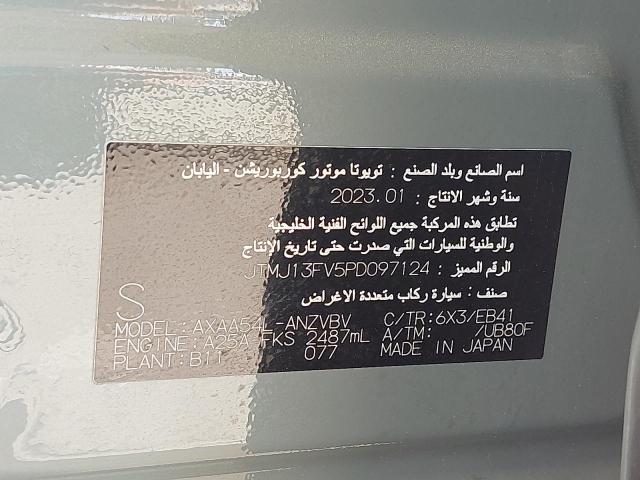 اسم الصانع وبلد الصنع : تويوتا موتور كوربوريشن - اليابان
سنة وشهر الانتاج : 2023.01
تطابق هذه المركبة جميع اللوائح الفنية الخليجية
والوطنية للسيارات التي صدرت حتى تاريخ الإنتاج
الرقم المميز : JTMJ13FV5PD097124
صنف : سيارة ركاب متعددة الاغراض
S
MODEL: AXAA54L-ANZVBV C/TR: 6X3/EB41
ENGINE: A25A FKS 2487mL A/TM: /UB80F
PLANT: B11 077 MADE IN JAPAN